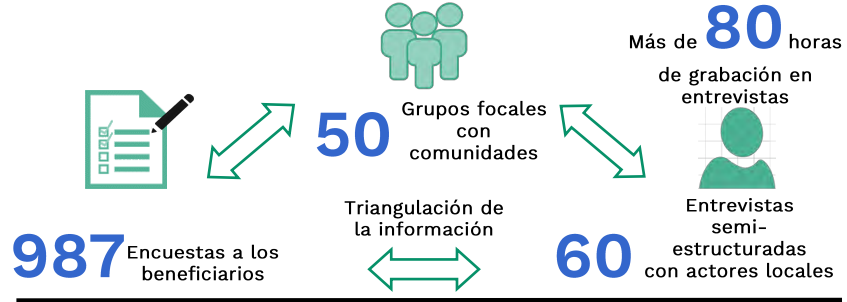 Más de 80 horas
de grabación en
entrevistas
50 Grupos focales
con
comunidades
Triangulación de
la información
987 Encuestas a los
beneficiarios
60 Entrevistas
semi-
estructuradas
con actores locales